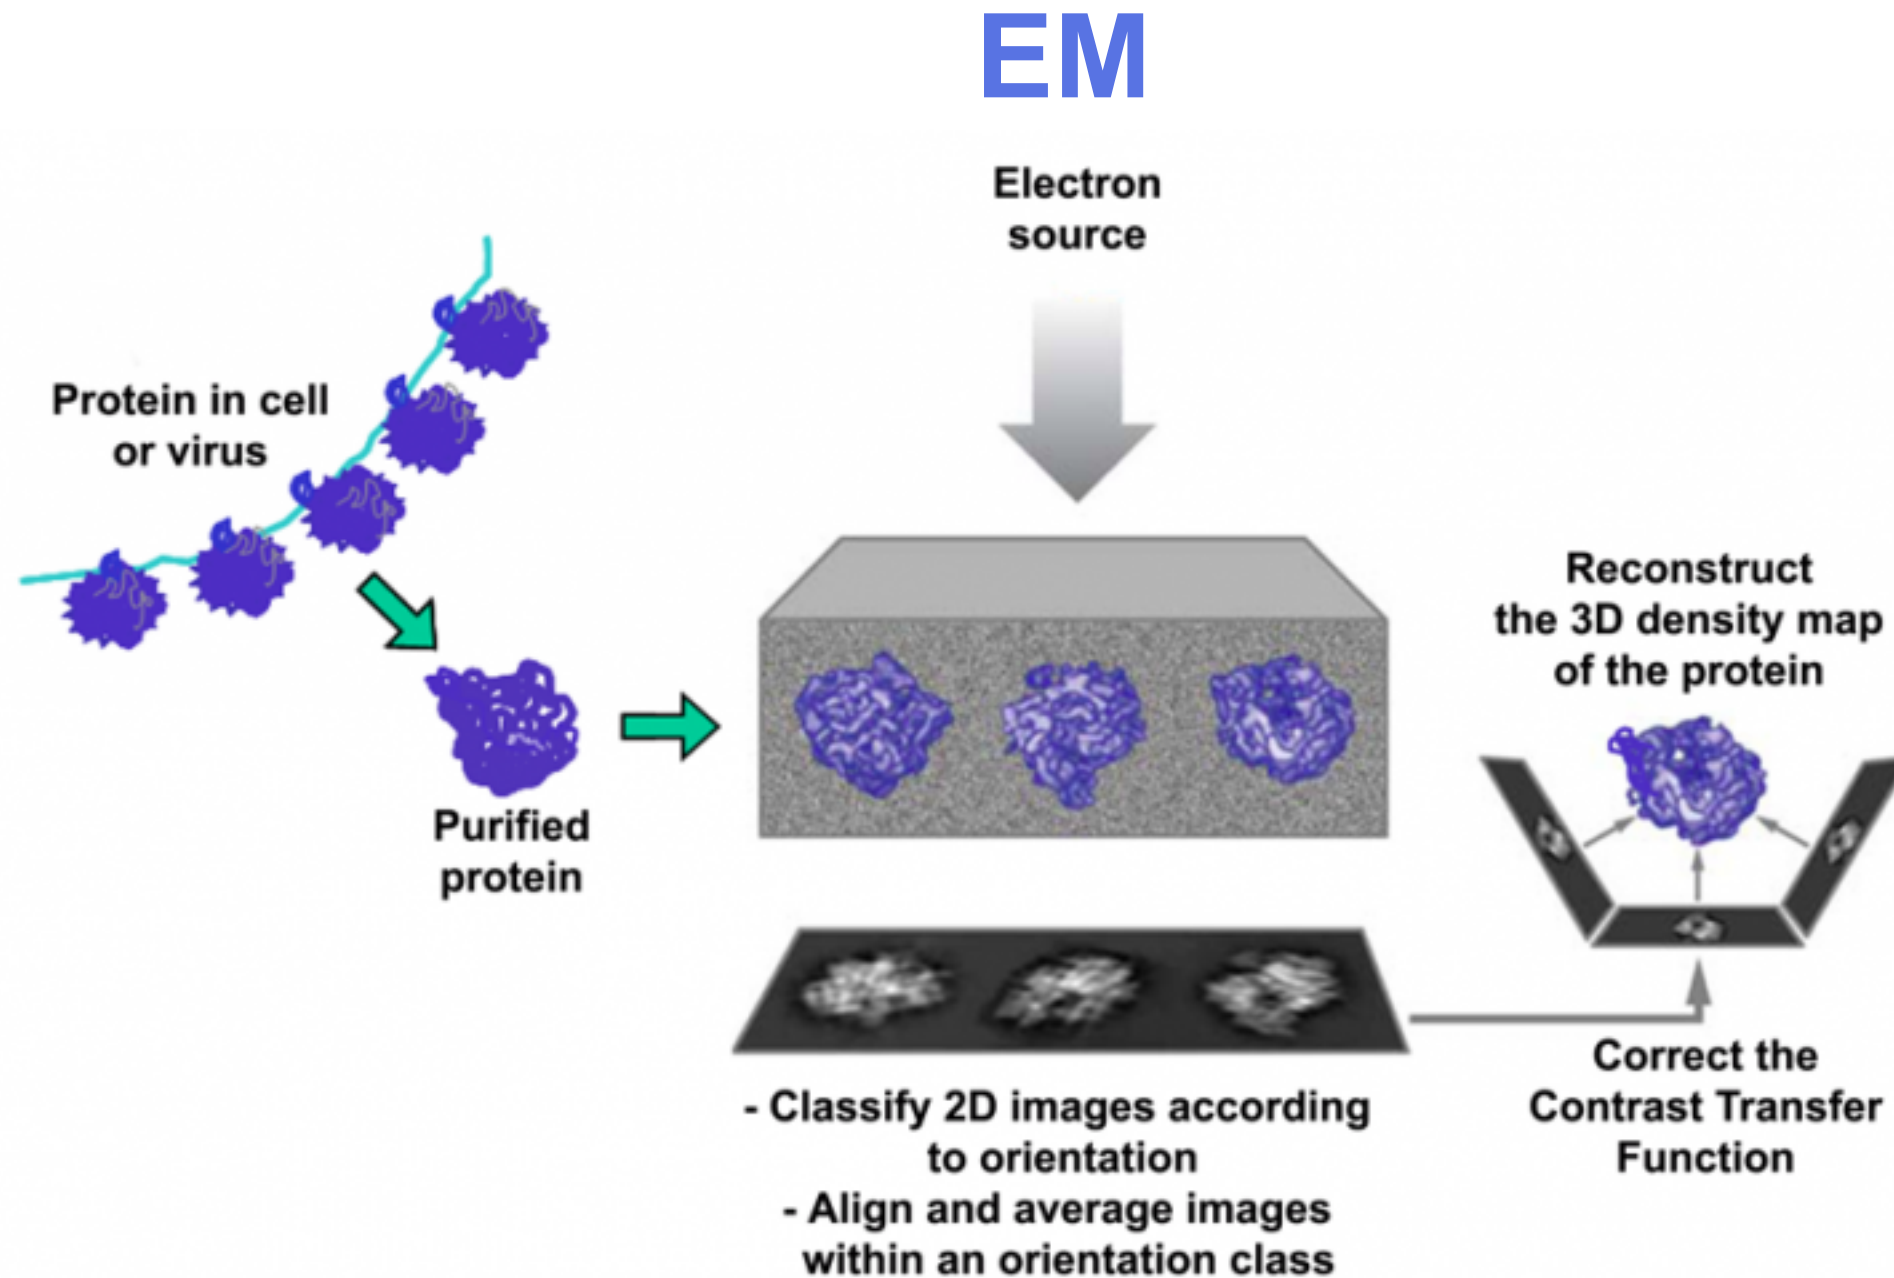 EM
Electron
source
Protein in cell
or virus
Purified
protein
Reconstruct
the 3D density map
of the protein
- Classify 2D images according
to orientation
- Align and average images
within an orientation class
Correct the
Contrast Transfer
Function